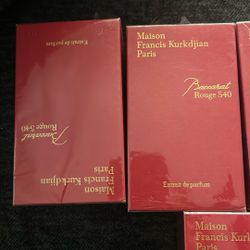 Maison
Francis Kurkdjian
Paris
Baccarat
Rouge 540
Extrait de parfum
Maison
Francis Kurkdjian
Paris
Baccarat
Rouge 540
Extrait de parfum
Maison
Francis Kur
Paris